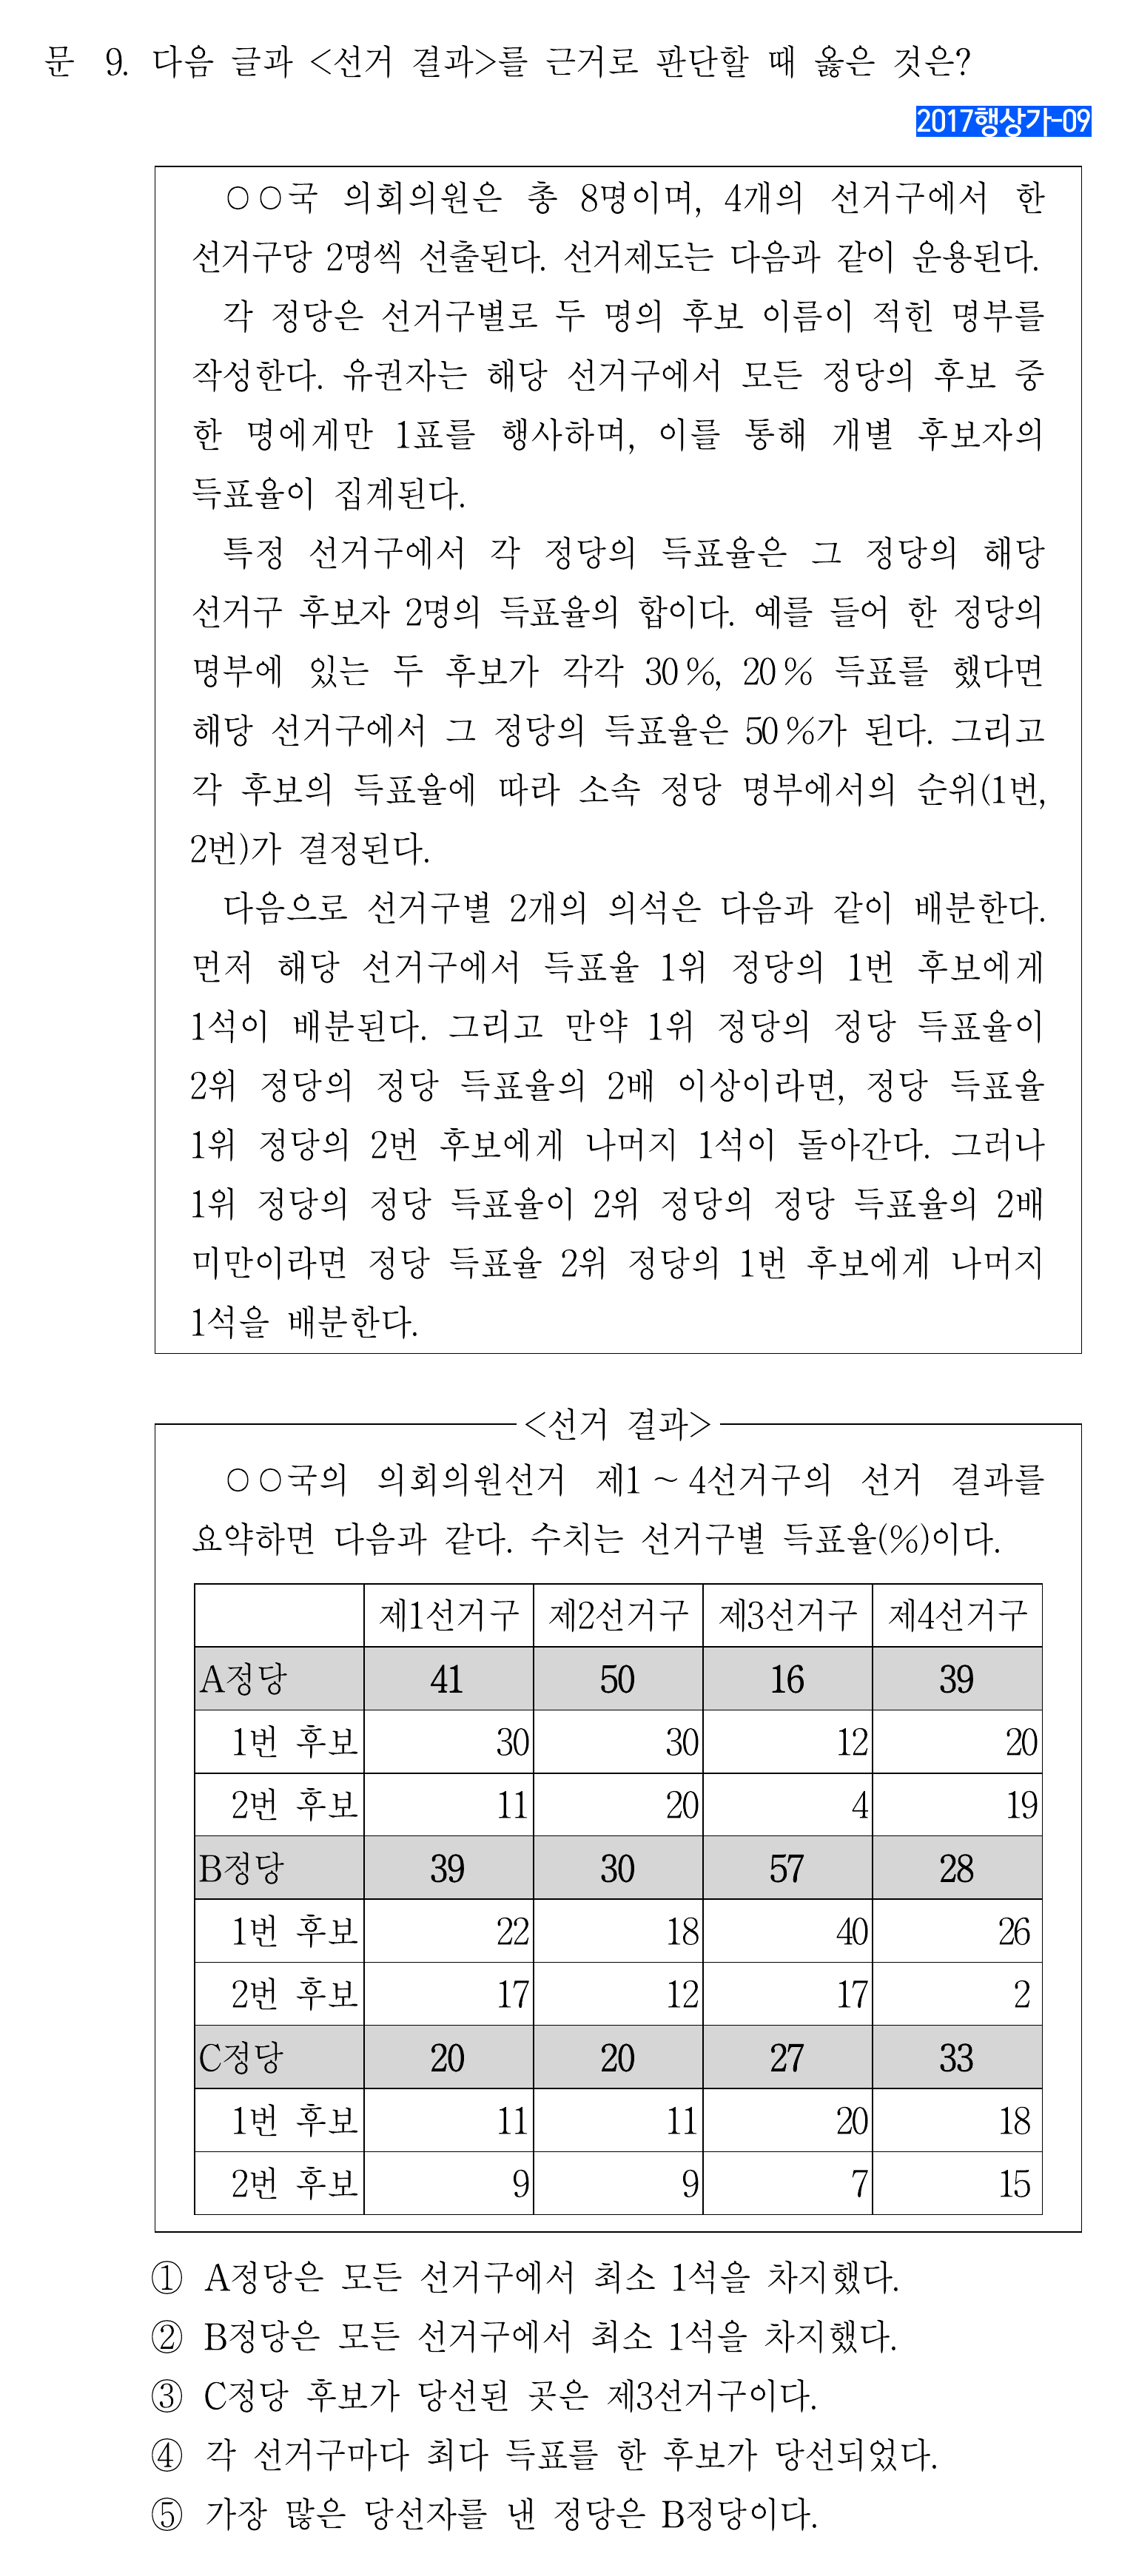 문 9. 다음 글과 <선거 결과>를 근거로 판단할 때 옳은 것은?
2017행상가-09
○○국 의회의원은 총 8명이며, 4개의 선거구에서 한
선거구당 2명씩 선출된다. 선거제도는 다음과 같이 운용된다.
각 정당은 선거구별로 두 명의 후보 이름이 적힌 명부를
작성한다. 유권자는 해당 선거구에서 모든 정당의 후보 중
한 명에게만 1표를 행사하며, 이를 통해 개별 후보자의
득표율이 집계된다.
특정 선거구에서 각 정당의 득표율은 그 정당의 해당
선거구 후보자 2명의 득표율의 합이다. 예를 들어 한 정당의
명부에 있는 두 후보가 각각 30%, 20% 득표를 했다면
해당 선거구에서 그 정당의 득표율은 50%가 된다. 그리고
각 후보의 득표율에 따라 소속 정당 명부에서의 순위(1번,
2번)가 결정된다.
다음으로 선거구별 2개의 의석은 다음과 같이 배분한다.
먼저 해당 선거구에서 득표율 1위 정당의 1번 후보에게
1석이 배분된다. 그리고 만약 1위 정당의 정당 득표율이
2위 정당의 정당 득표율의 2배 이상이라면, 정당 득표율
1위 정당의 2번 후보에게 나머지 1석이 돌아간다. 그러나
1위 정당의 정당 득표율이 2위 정당의 정당 득표율의 2배
미만이라면 정당 득표율 2위 정당의 1번 후보에게 나머지
1석을 배분한다.
<선거 결과>
○○국의 의회의원선거 제1~4선거구의 선거 결과를
요약하면 다음과 같다. 수치는 선거구별 득표율(%)이다.
제1선거구 제2선거구 제3선거구 제4선거구
A정당 41 50 16 39
1번 후보 30 30 12 20
2번 후보 11 20 4 19
B정당 39 30 57 28
1번 후보 22 18 40 26
2번 후보 17 12 17 2
C정당 20 20 27 33
1번 후보 11 11 20 18
2번 후보 9 9 7 15
① A정당은 모든 선거구에서 최소 1석을 차지했다.
② B정당은 모든 선거구에서 최소 1석을 차지했다.
③ C정당 후보가 당선된 곳은 제3선거구이다.
④ 각 선거구마다 최다 득표를 한 후보가 당선되었다.
⑤ 가장 많은 당선자를 낸 정당은 B정당이다.